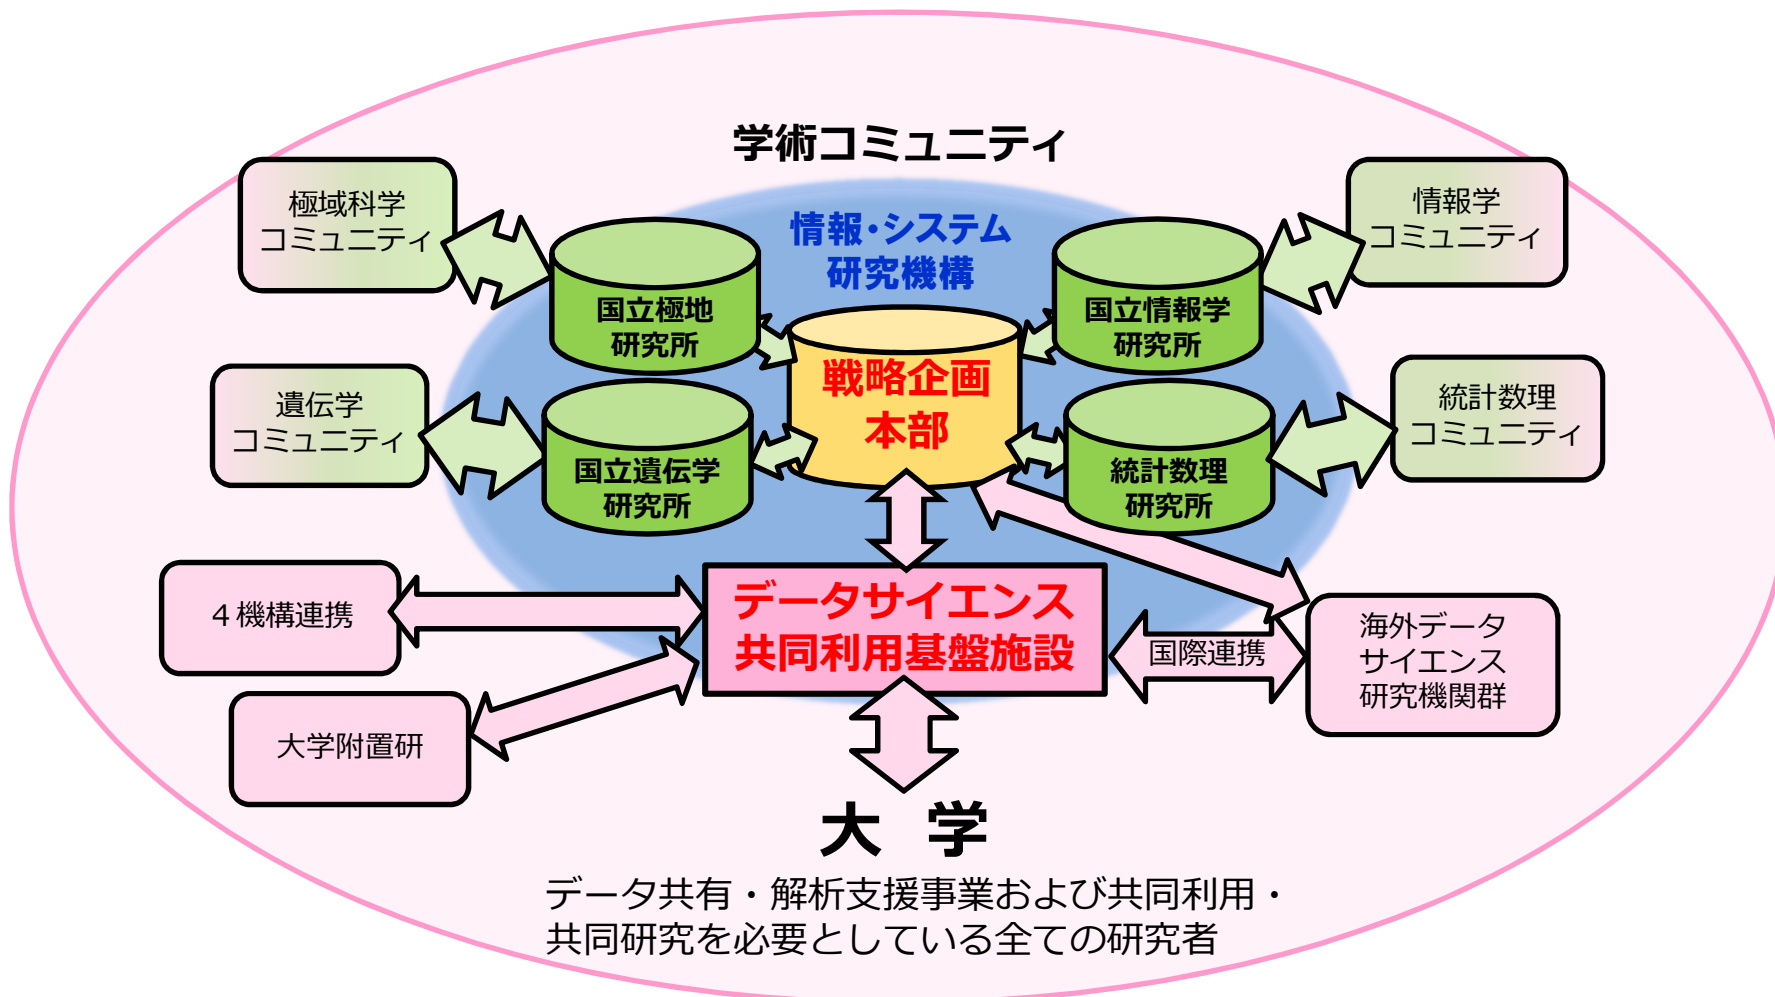 学術コミュニティ
極域科学
コミュニティ
情報・システム
研究機構
情報学
コミュニティ
国立極地
研究所
国立情報学
研究所
戦略企画
本部
遺伝学
コミュニティ
国立遺伝学
研究所
統計数理
研究所
統計数理
コミュニティ
４機構連携
データサイエンス
共同利用基盤施設
国際連携
海外データ
サイエンス
研究機関群
大学附置研
大　学
データ共有・解析支援事業および共同利用・
共同研究を必要としている全ての研究者